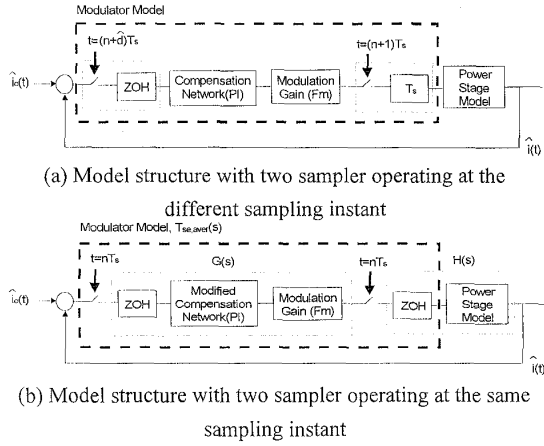 Modulator Model
t=(n+d̂)Ts
t=(n+1)Ts
îc(t)
ZOH
Compensation
Network(PI)
Modulation
Gain (Fm)
Ts
Power
Stage
Model
î(t)
(a) Model structure with two sampler operating at the
different sampling instant
Modulator Model, Tse,aver(s)
G(s)
H(s)
t=nTs
t=nTs
îc(t)
ZOH
Modified
Compensation
Network(PI)
Modulation
Gain (Fm)
ZOH
Power
Stage
Model
î(t)
(b) Model structure with two sampler operating at the same
sampling instant